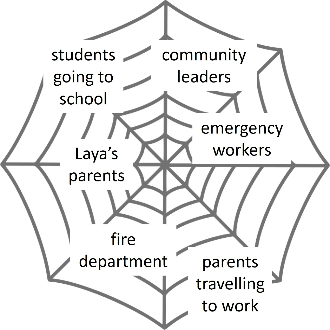 students
going to
school
community
leaders
emergency
workers
Laya's
parents
fire
department
parents
travelling
to work